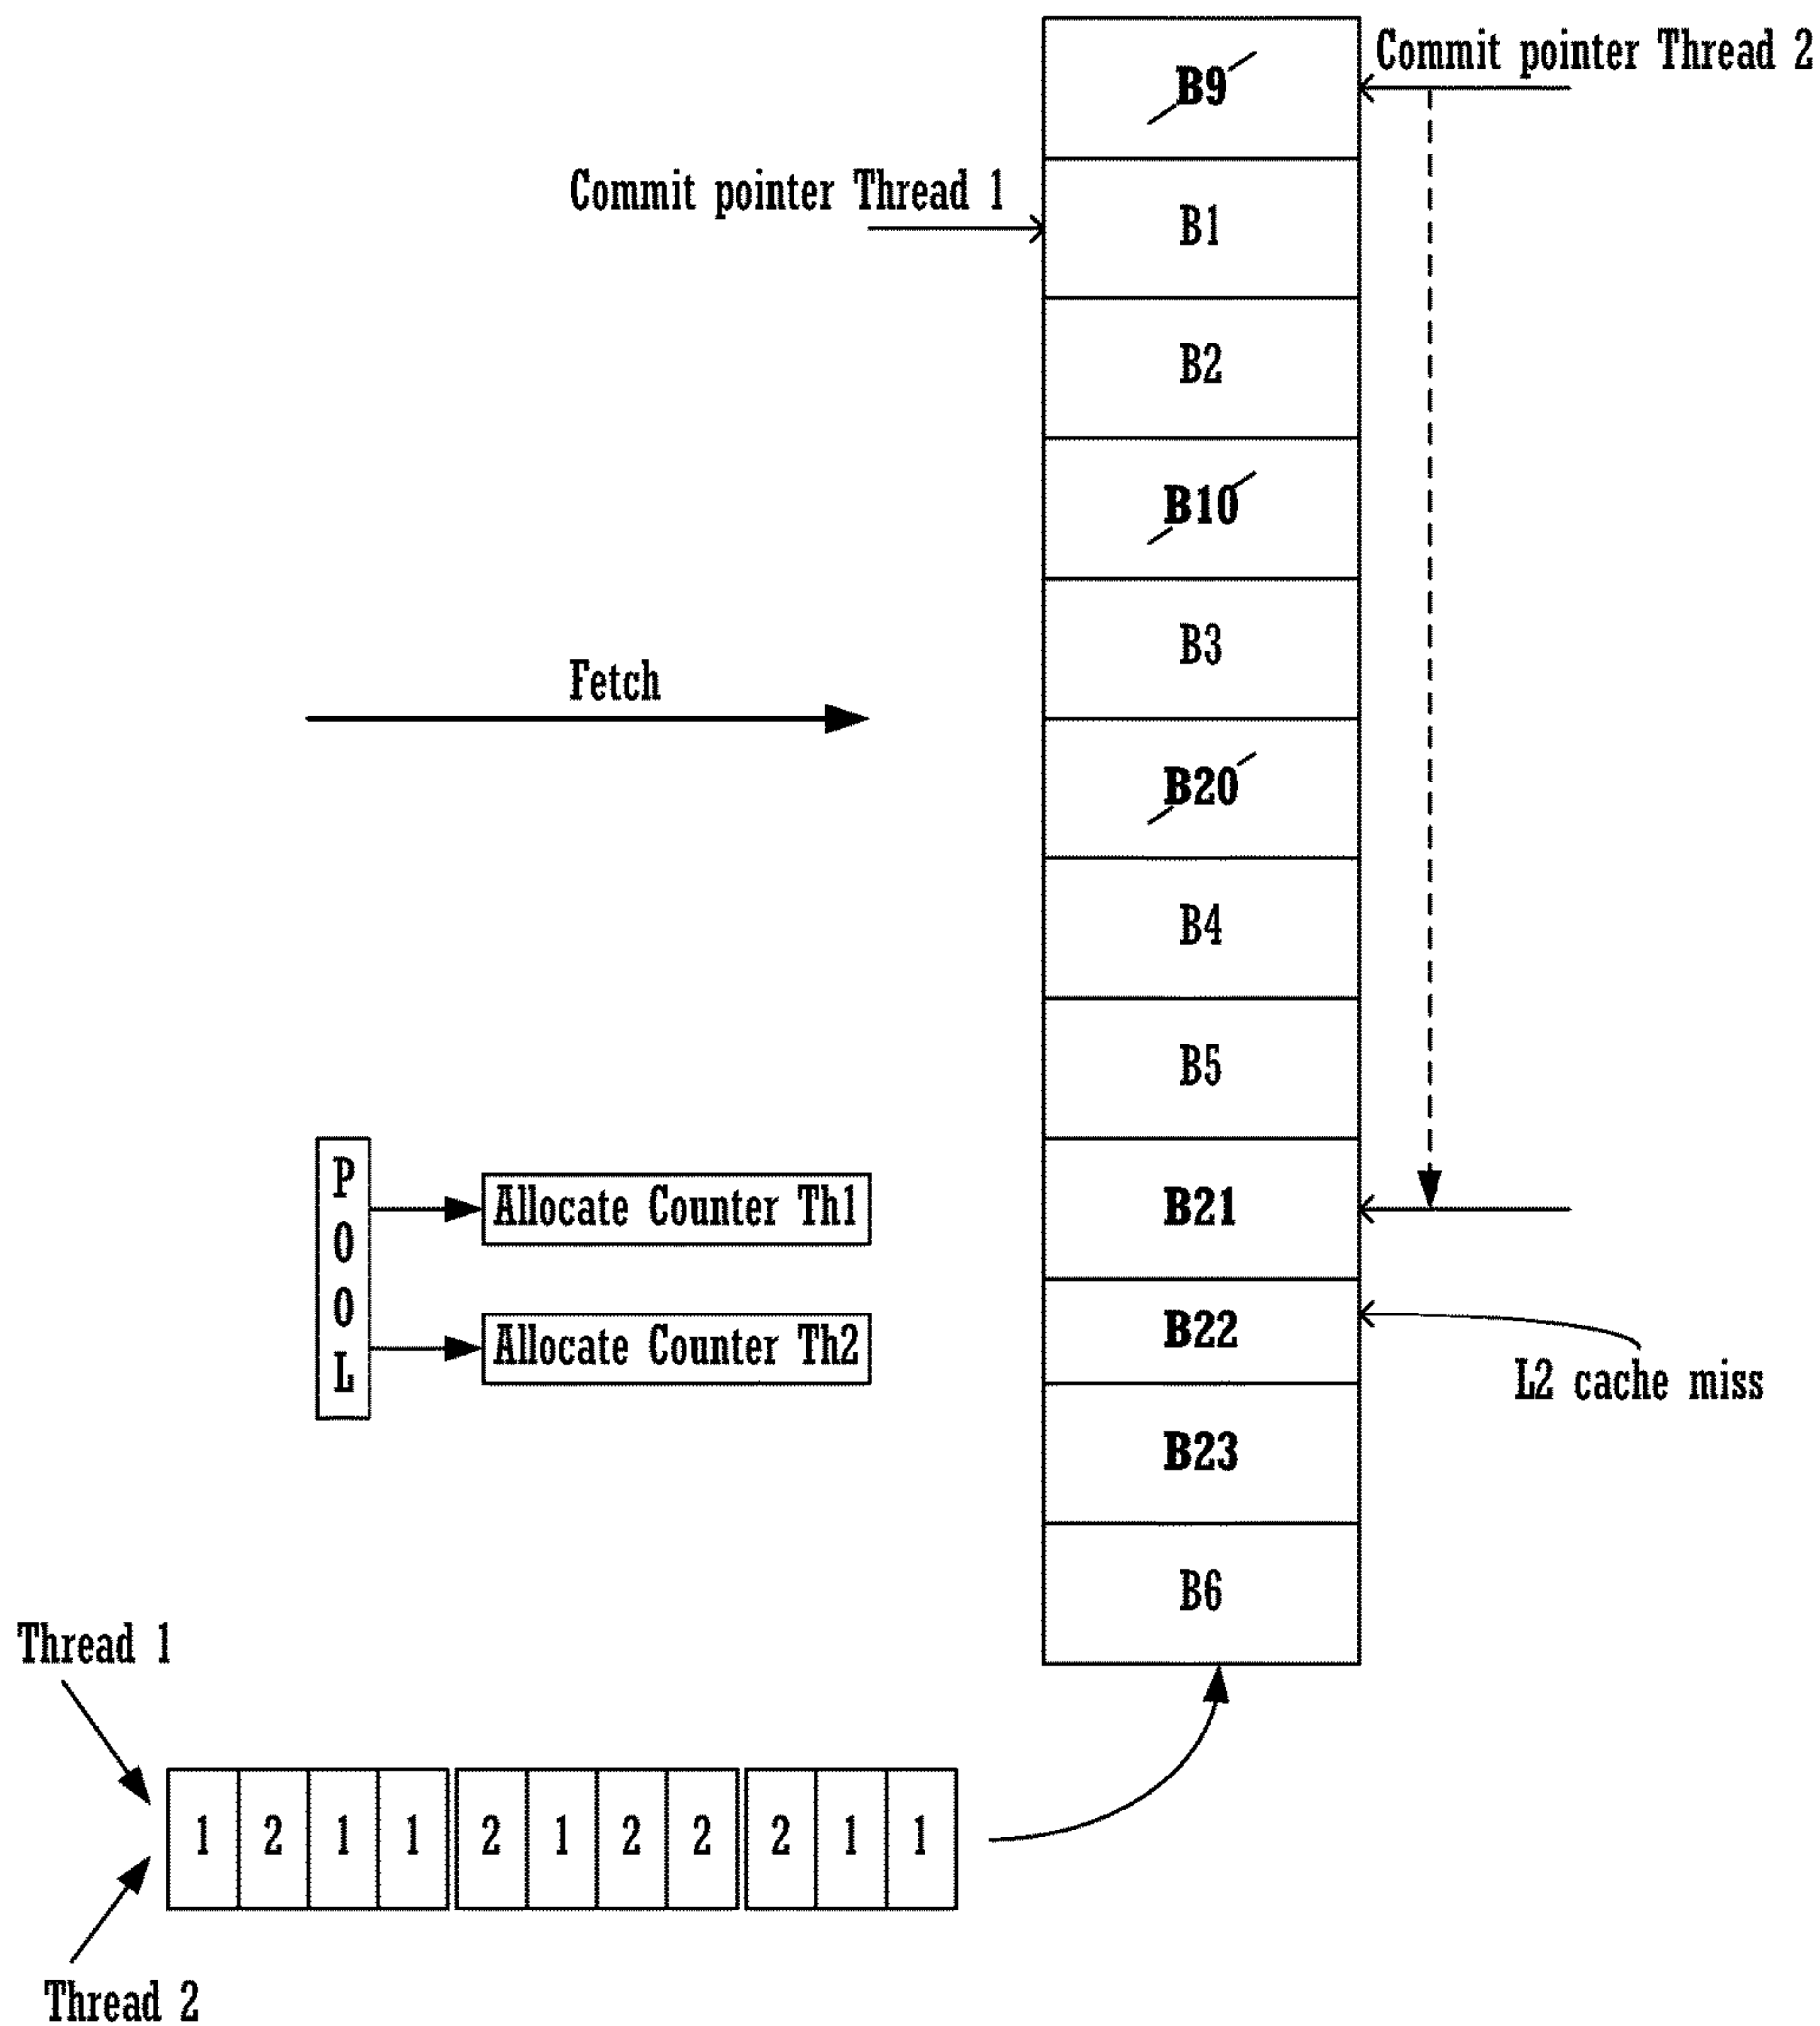 B9
Commit pointer Thread 2
Commit pointer Thread 1
B1
B2
B10
B3
Fetch
B20
B4
B5
P
O
O
L
Allocate Counter Th1
Allocate Counter Th2
B21
B22
L2 cache miss
B23
B6
Thread 1
1 2 1 1 2 1 2 2 2 1 1
Thread 2